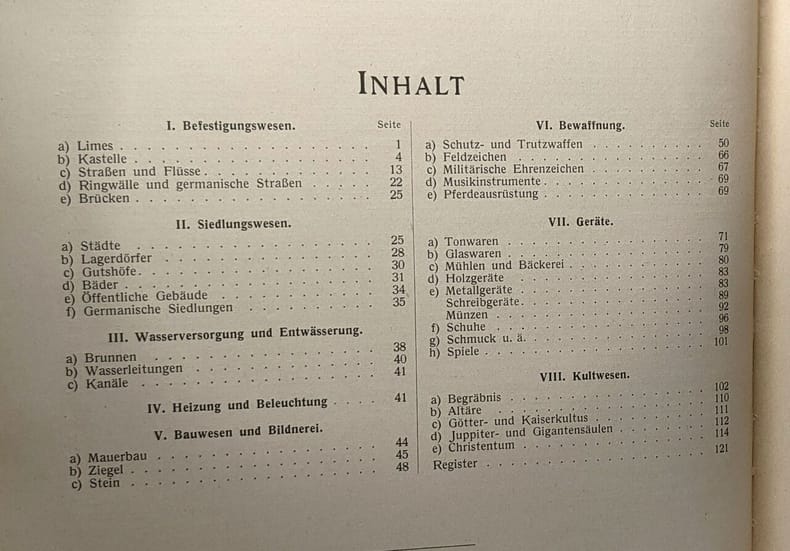 INHALT
I. Befestigungswesen. Seite
a) Limes . . . . . . . . . . . . . . . . 1
b) Kastelle . . . . . . . . . . . . . . . 4
c) Straßen und Flüsse . . . . . . . . . . 13
d) Ringwälle und germanische Straßen . . . . 22
e) Brücken . . . . . . . . . . . . . . . 25
II. Siedlungswesen.
a) Städte . . . . . . . . . . . . . . . 25
b) Lagerdörfer . . . . . . . . . . . . . 28
c) Gutshöfe . . . . . . . . . . . . . . 30
d) Bäder . . . . . . . . . . . . . . . . 31
e) Öffentliche Gebäude . . . . . . . . . . 34
f) Germanische Siedlungen . . . . . . . . . 35
III. Wasserversorgung und Entwässerung.
a) Brunnen . . . . . . . . . . . . . . . 38
b) Wasserleitungen . . . . . . . . . . . . 40
c) Kanäle . . . . . . . . . . . . . . . 41
IV. Heizung und Beleuchtung . . . . 41
V. Bauwesen und Bildnerei.
a) Mauerbau . . . . . . . . . . . . . . 44
b) Ziegel . . . . . . . . . . . . . . . 45
c) Stein . . . . . . . . . . . . . . . . 48
VI. Bewaffnung. Seite
a) Schutz- und Trutzwaffen . . . . . . . . 50
b) Feldzeichen . . . . . . . . . . . . . 66
c) Militärische Ehrenzeichen . . . . . . . . 67
d) Musikinstrumente . . . . . . . . . . . 69
e) Pferdeausrüstung . . . . . . . . . . . 69
VII. Geräte.
a) Tonwaren . . . . . . . . . . . . . . 71
b) Glaswaren . . . . . . . . . . . . . . 79
c) Mühlen und Bäckerei . . . . . . . . . . 80
d) Holzgeräte . . . . . . . . . . . . . . 83
e) Metallgeräte . . . . . . . . . . . . . 83
Schreibgeräte . . . . . . . . . . . . . 89
Münzen . . . . . . . . . . . . . . . 92
f) Schuhe . . . . . . . . . . . . . . . 96
g) Schmuck u. ä. . . . . . . . . . . . . 98
h) Spiele . . . . . . . . . . . . . . . 101
VIII. Kultwesen.
a) Begräbnis . . . . . . . . . . . . . . 102
b) Altäre . . . . . . . . . . . . . . . 110
c) Götter- und Kaiserkultus . . . . . . . . 111
d) Juppiter- und Gigantensäulen . . . . . . . 112
e) Christentum . . . . . . . . . . . . . 114
Register . . . . . . . . . . . . . . . . 121